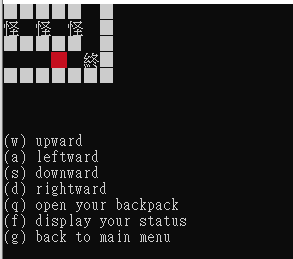 怪 怪 怪
終
(w) upward
(a) leftward
(s) downward
(d) rightward
(q) open your backpack
(f) display your status
(g) back to main menu